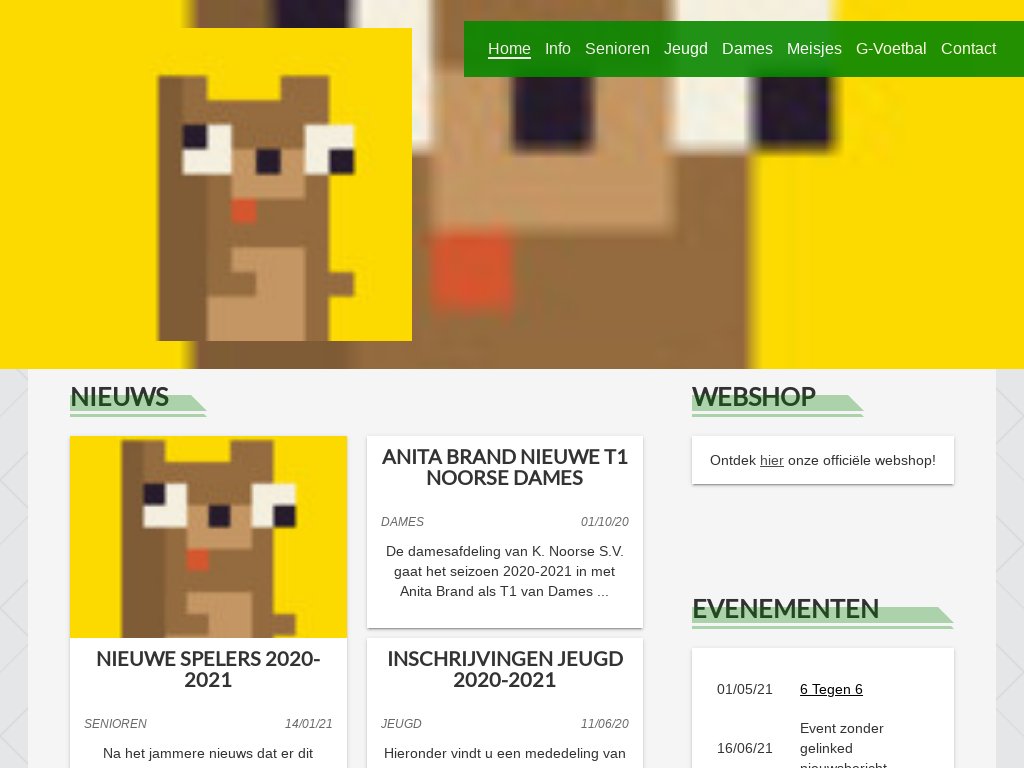 Home Info Senioren Jeugd Dames Meisjes G-Voetbal Contact
NIEUWS
NIEUWE SPELERS 2020-
2021
SENIOREN 14/01/21
Na het jammere nieuws dat er dit
ANITA BRAND NIEUWE T1
NOORSE DAMES
DAMES 01/10/20
De damesafdeling van K. Noorse S.V.
gaat het seizoen 2020-2021 in met
Anita Brand als T1 van Dames ...
INSCHRIJVINGEN JEUGD
2020-2021
JEUGD 11/06/20
Hieronder vindt u een mededeling van
WEBSHOP
Ontdek hier onze officiële webshop!
EVENEMENTEN
01/05/21 6 Tegen 6
16/06/21 Event zonder
gelinked
nieuwsbericht